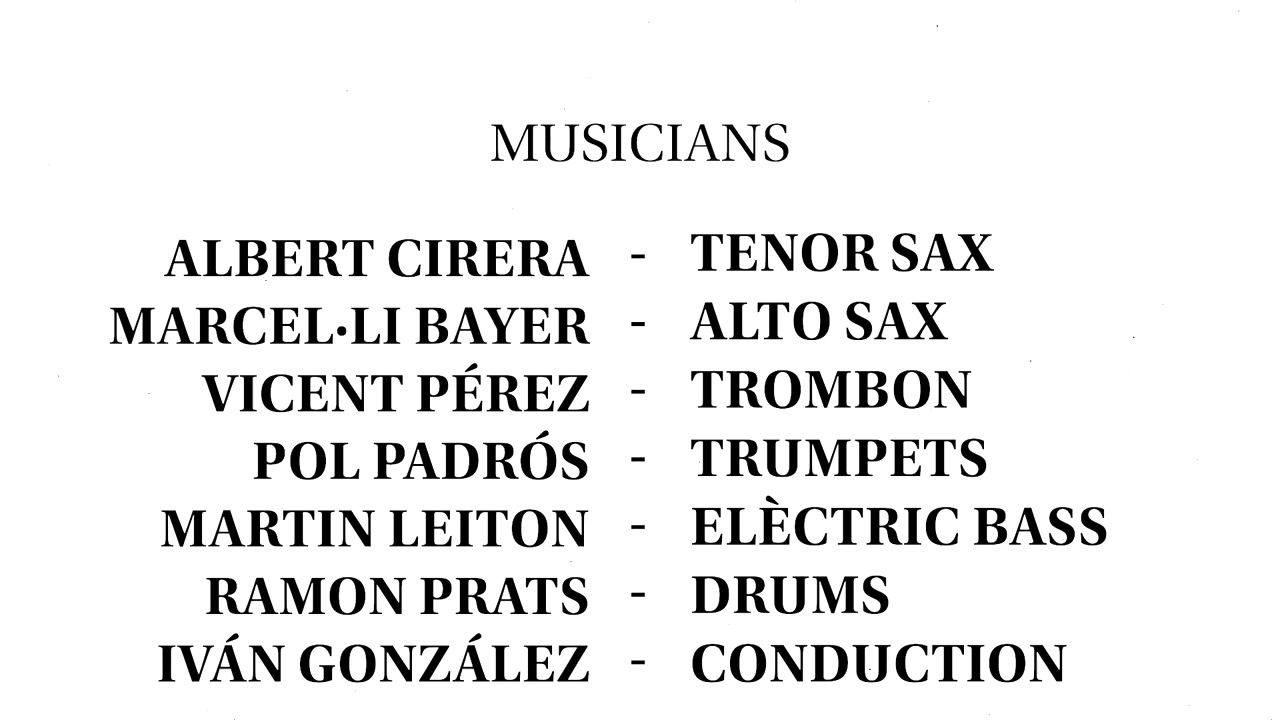 MUSICIANS
ALBERT CIRERA - TENOR SAX
MARCEL·LI BAYER - ALTO SAX
VICENT PÉREZ - TROMBON
POL PADRÓS - TRUMPETS
MARTIN LEITON - ELÈCTRIC BASS
RAMON PRATS - DRUMS
IVÁN GONZÁLEZ - CONDUCTION